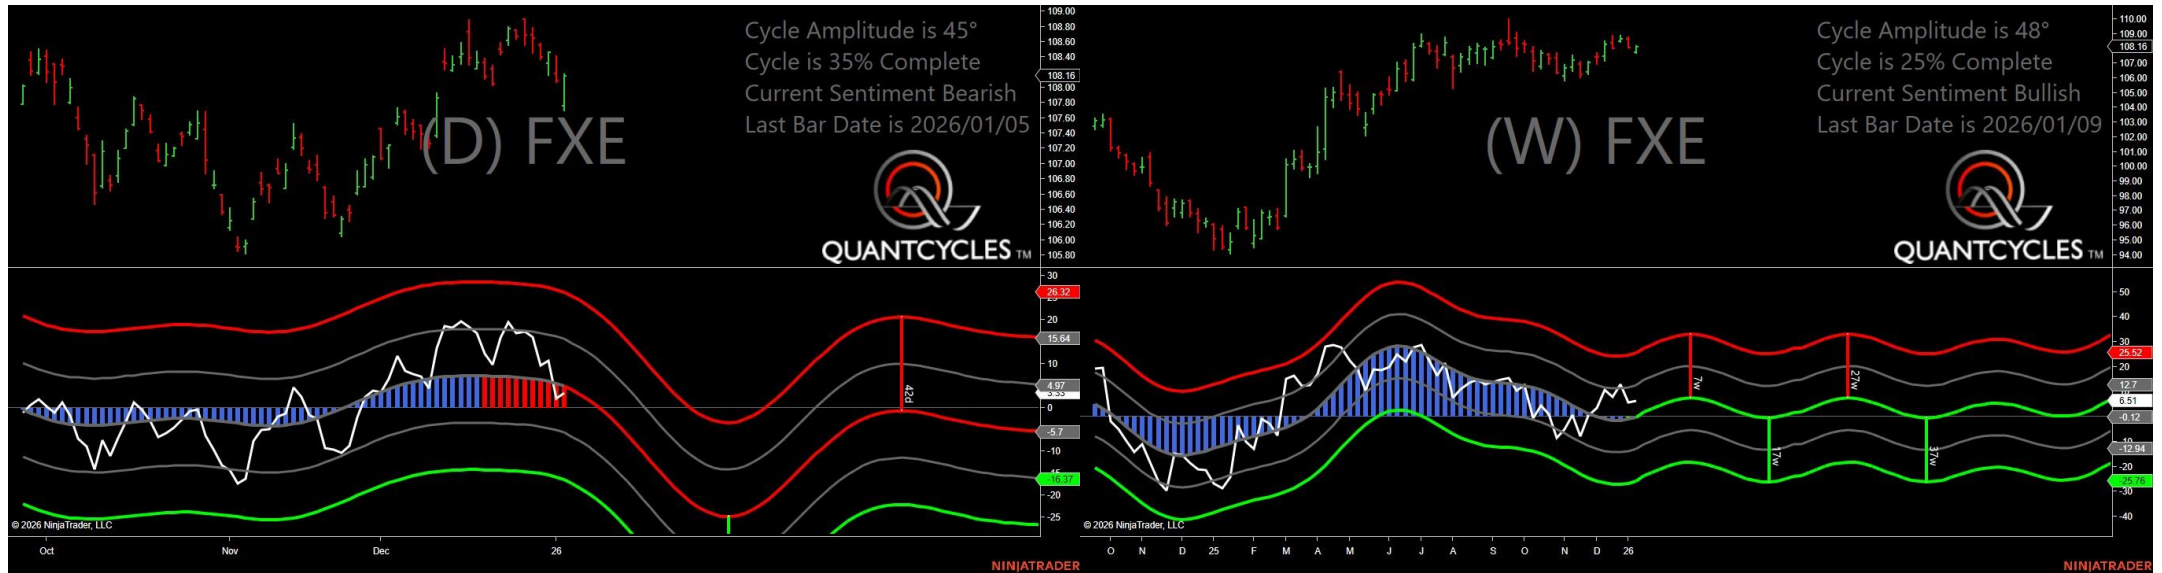 Cycle Amplitude is 45°
Cycle is 35% Complete
Current Sentiment Bearish
Last Bar Date is 2026/01/05
(D) FXE
QUANTCYCLES TM
109.00
108.80
108.60
108.40
108.16
108.00
107.80
107.60
107.40
107.20
107.00
106.80
106.60
106.40
106.20
106.00
105.80
30
26.32
20
15.64
10
4.97
3.33
0
-5.7
-10
-16.37
-20
-25
42d
© 2026 NinjaTrader, LLC
Oct Nov Dec 26
NINJATRADER
Cycle Amplitude is 48°
Cycle is 25% Complete
Current Sentiment Bullish
Last Bar Date is 2026/01/09
(W) FXE
QUANTCYCLES TM
110.00
109.00
108.16
107.00
106.00
105.00
104.00
103.00
102.00
101.00
100.00
99.00
98.00
97.00
96.00
95.00
94.00
50
40
30
25.52
20
12.7
6.51
-0.12
-12.94
-20
-25.76
-30
-40
7w
27w
17w
37w
© 2026 NinjaTrader, LLC
O N D 25 F M A M J J A S O N D 26
NINJATRADER